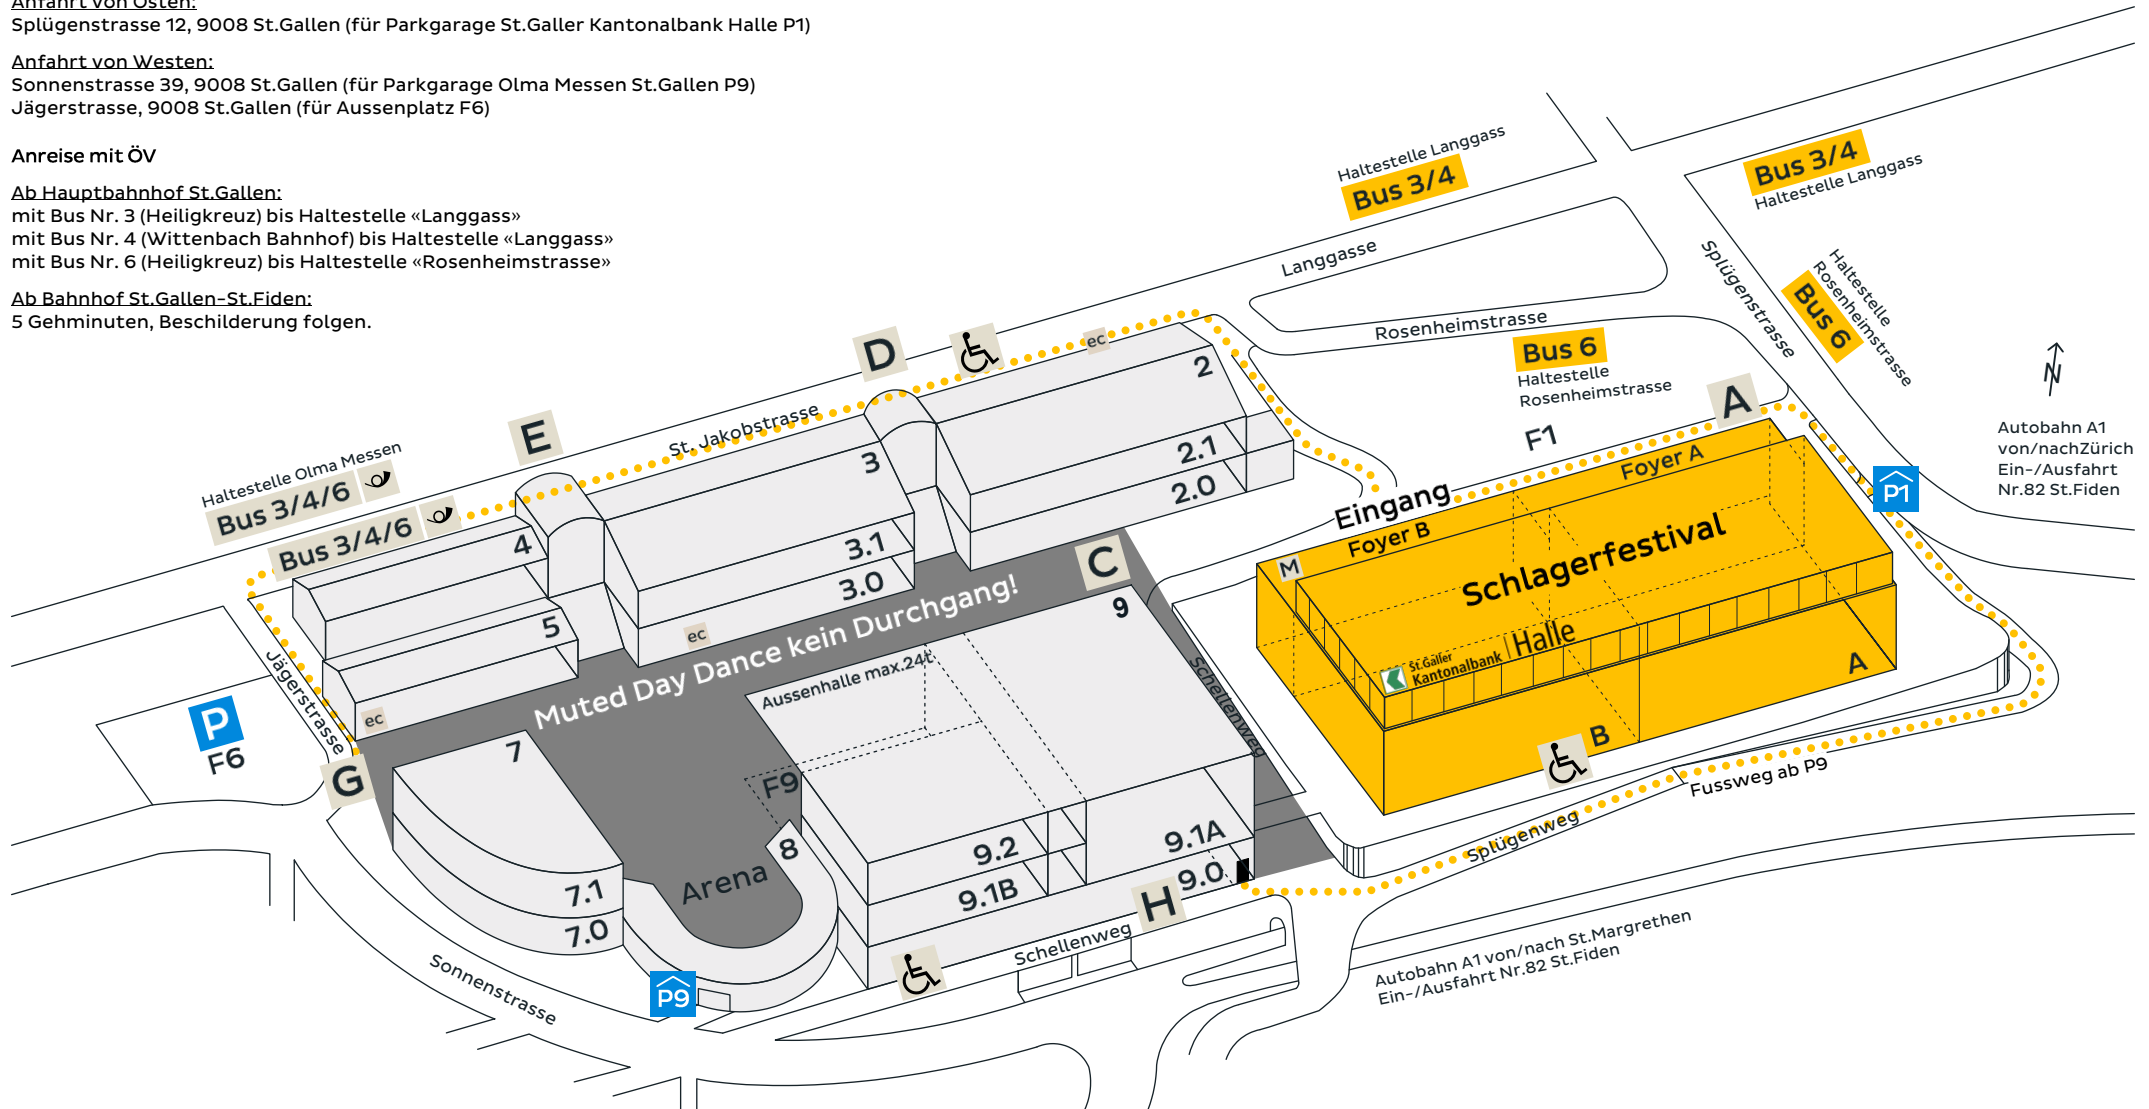 Anfahrt von Osten:
Splügenstrasse 12, 9008 St.Gallen (für Parkgarage St.Galler Kantonalbank Halle P1)
Anfahrt von Westen:
Sonnenstrasse 39, 9008 St.Gallen (für Parkgarage Olma Messen St.Gallen P9)
Jägerstrasse, 9008 St.Gallen (für Aussenplatz F6)
Anreise mit ÖV
Ab Hauptbahnhof St.Gallen:
mit Bus Nr. 3 (Heiligkreuz) bis Haltestelle «Langgass»
mit Bus Nr. 4 (Wittenbach Bahnhof) bis Haltestelle «Langgass»
mit Bus Nr. 6 (Heiligkreuz) bis Haltestelle «Rosenheimstrasse»
Ab Bahnhof St.Gallen-St.Fiden:
5 Gehminuten, Beschilderung folgen.
Haltestelle Langgass
Bus 3/4
Bus 3/4
Haltestelle Langgass
Langgasse
Splügenstrasse
Haltestelle
Rosenheimstrasse
Bus 6
Rosenheimstrasse
Bus 6
Haltestelle
Rosenheimstrasse
N
Autobahn A1
von/nachZürich
Ein-/Ausfahrt
Nr.82 St.Fiden
D
ec
E
St. Jakobstrasse
Haltestelle Olma Messen
Bus 3/4/6
Bus 3/4/6
2
2.1
2.0
3
3.1
3.0
ec
4
5
ec
A
F1
P1
Eingang
Foyer A
Foyer B
M
Schlagerfestival
St.Galler
Kantonalbank
Halle
A
B
C
9
Muted Day Dance kein Durchgang!
Aussenhalle max.24t
Schellenweg
Schellenweg
Jägerstrasse
P
F6
G
7
7.1
7.0
F9
8
Arena
9.2
9.1B
9.1A
9.0
H
Schellenweg
P9
Sonnenstrasse
Splügenweg
Fussweg ab P9
Autobahn A1 von/nach St.Margrethen
Ein-/Ausfahrt Nr.82 St.Fiden